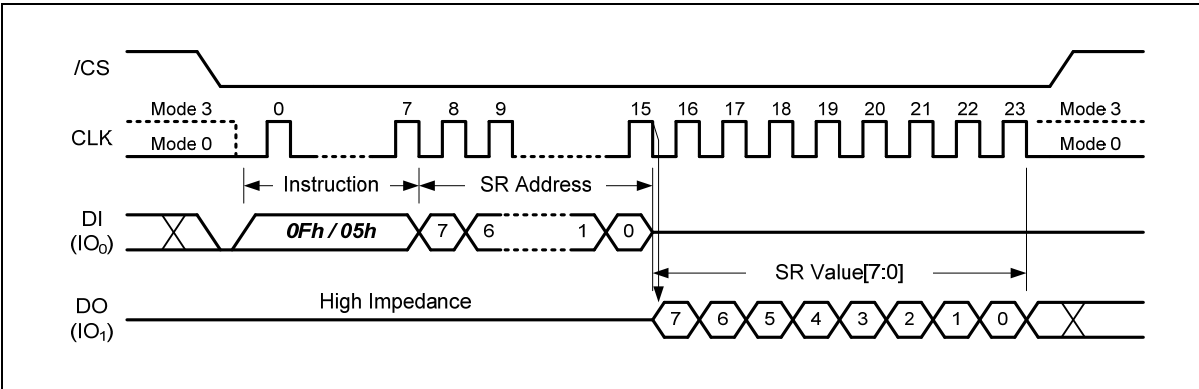 /CS
Mode 3 0 7 8 9 15 16 17 18 19 20 21 22 23 Mode 3
CLK
Mode 0 Mode 0
Instruction SR Address
DI
(IO₀)
0Fh / 05h 7 6 1 0
SR Value[7:0]
High Impedance
DO
(IO₁)
7 6 5 4 3 2 1 0